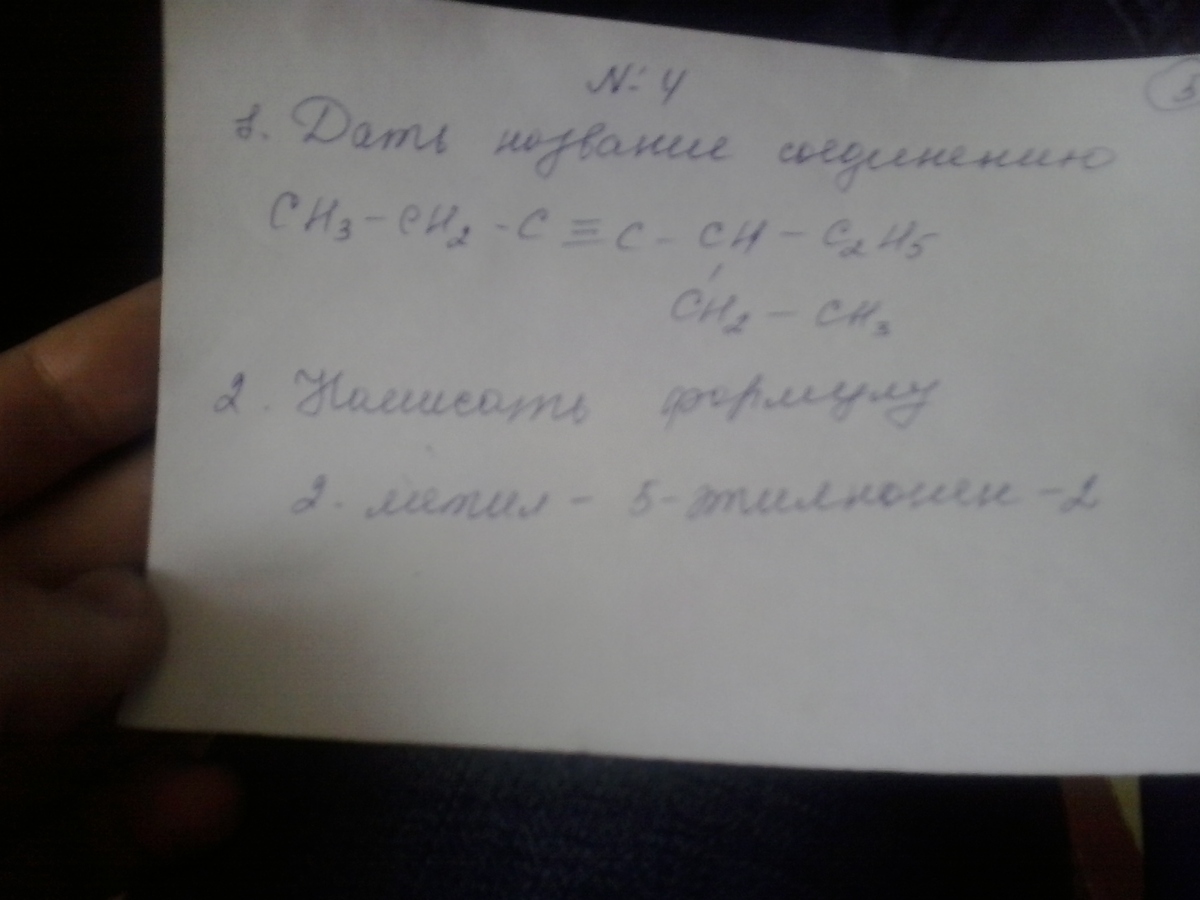 № 4
3
1. Дать название соединению
CH₃ – CH₂ – C ≡ C – CH – C₂H₅
CH₂ – CH₃
2. Написать формулу
2. метил – 5 – этилнонен – 2